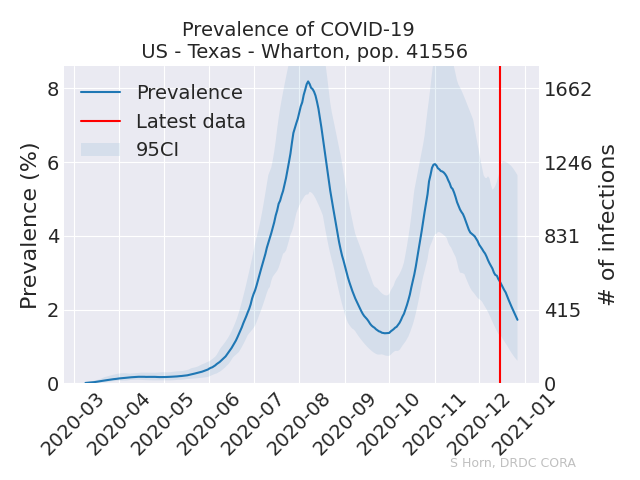 Prevalence of COVID-19
US - Texas - Wharton, pop. 41556
Prevalence
Latest data
95CI
Prevalence (%)
8
6
4
2
0
# of infections
1662
1246
831
415
0
2020-03
2020-04
2020-05
2020-06
2020-07
2020-08
2020-09
2020-10
2020-11
2020-12
2021-01
S Horn, DRDC CORA